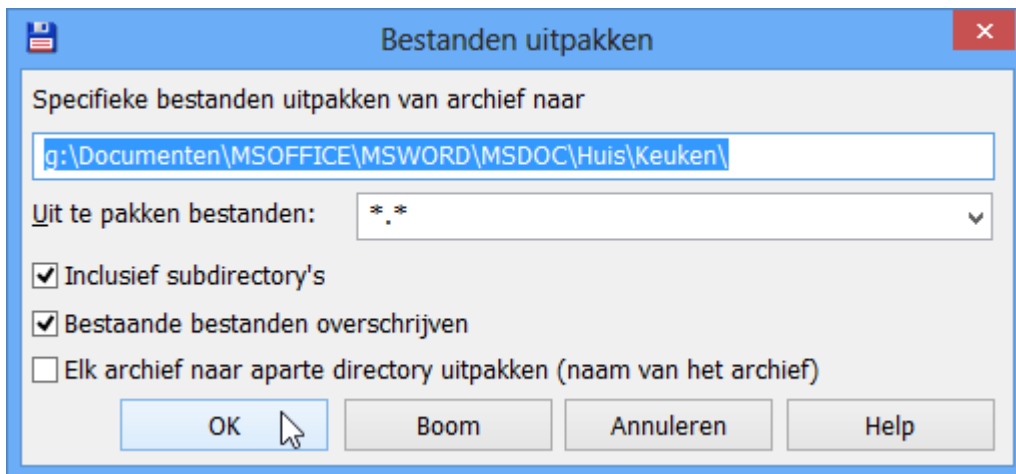 Bestanden uitpakken
Specifieke bestanden uitpakken van archief naar
g:\Documenten\MSOFFICE\MSWORD\MSDOC\Huis\Keuken\
Uit te pakken bestanden: *.*
Inclusief subdirectory's
Bestaande bestanden overschrijven
Elk archief naar aparte directory uitpakken (naam van het archief)
OK Boom Annuleren Help